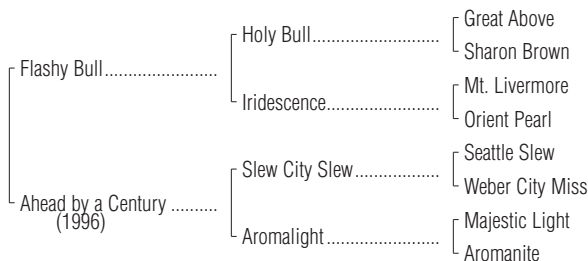 Great Above
Holy Bull..............................
Sharon Brown
Flashy Bull...........................
Mt. Livermore
Iridescence...........................
Orient Pearl
Seattle Slew
Slew City Slew....................
Weber City Miss
Ahead by a Century ...........
(1996)
Majestic Light
Aromalight...........................
Aromanite